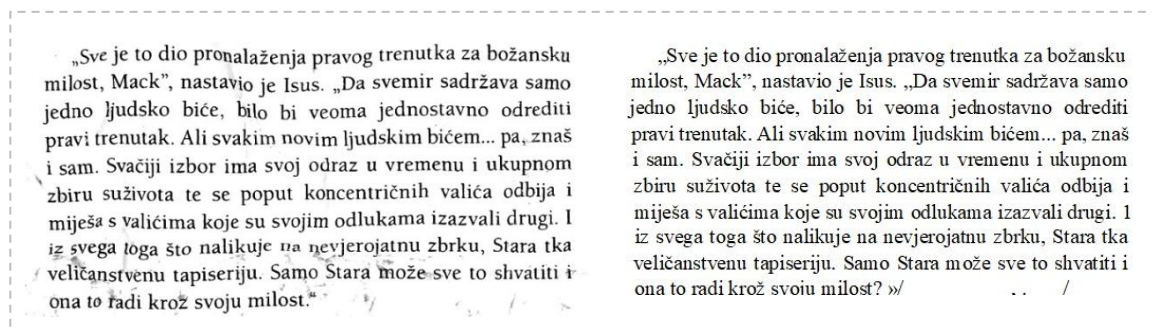 „Sve je to dio pronalaženja pravog trenutka za božansku
milost, Mack”, nastavio je Isus. „Da svemir sadržava samo
jedno ljudsko biće, bilo bi veoma jednostavno odrediti
pravi trenutak. Ali svakim novim ljudskim bićem... pa, znaš
i sam. Svačiji izbor ima svoj odraz u vremenu i ukupnom
zbiru suživota te se poput koncentričnih valića odbija i
miješa s valićima koje su svojim odlukama izazvali drugi. I
iz svega toga što nalikuje na nevjerojatnu zbrku, Stara tka
veličanstvenu tapiseriju. Samo Stara može sve to shvatiti i
ona to radi krož svoju milost.“
„Sve je to dio pronalaženja pravog trenutka za božansku
milost, Mack”, nastavio je Isus. „Da svemir sadržava samo
jedno ljudsko biće, bilo bi veoma jednostavno odrediti
pravi trenutak. Ali svakim novim ljudskim bićem... pa, znaš
i sam. Svačiji izbor ima svoj odraz u vremenu i ukupnom
zbiru suživota te se poput koncentričnih valića odbija i
miješa s valićima koje su svojim odlukama izazvali drugi. 1
iz svega toga što nalikuje na nevjerojatnu zbrku, Stara tka
veličanstvenu tapiseriju. Samo Stara može sve to shvatiti i
ona to radi krož svoiu milost? »/ . . /